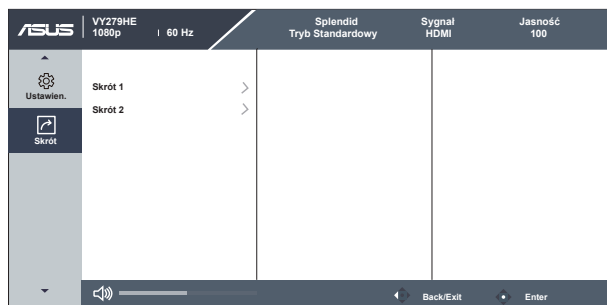 ASUS
VY279HE
1080p | 60 Hz
Splendid
Tryb Standardowy
Sygnał
HDMI
Jasność
100
Ustawien.
Skrót
Skrót 1
Skrót 2
Back/Exit
Enter